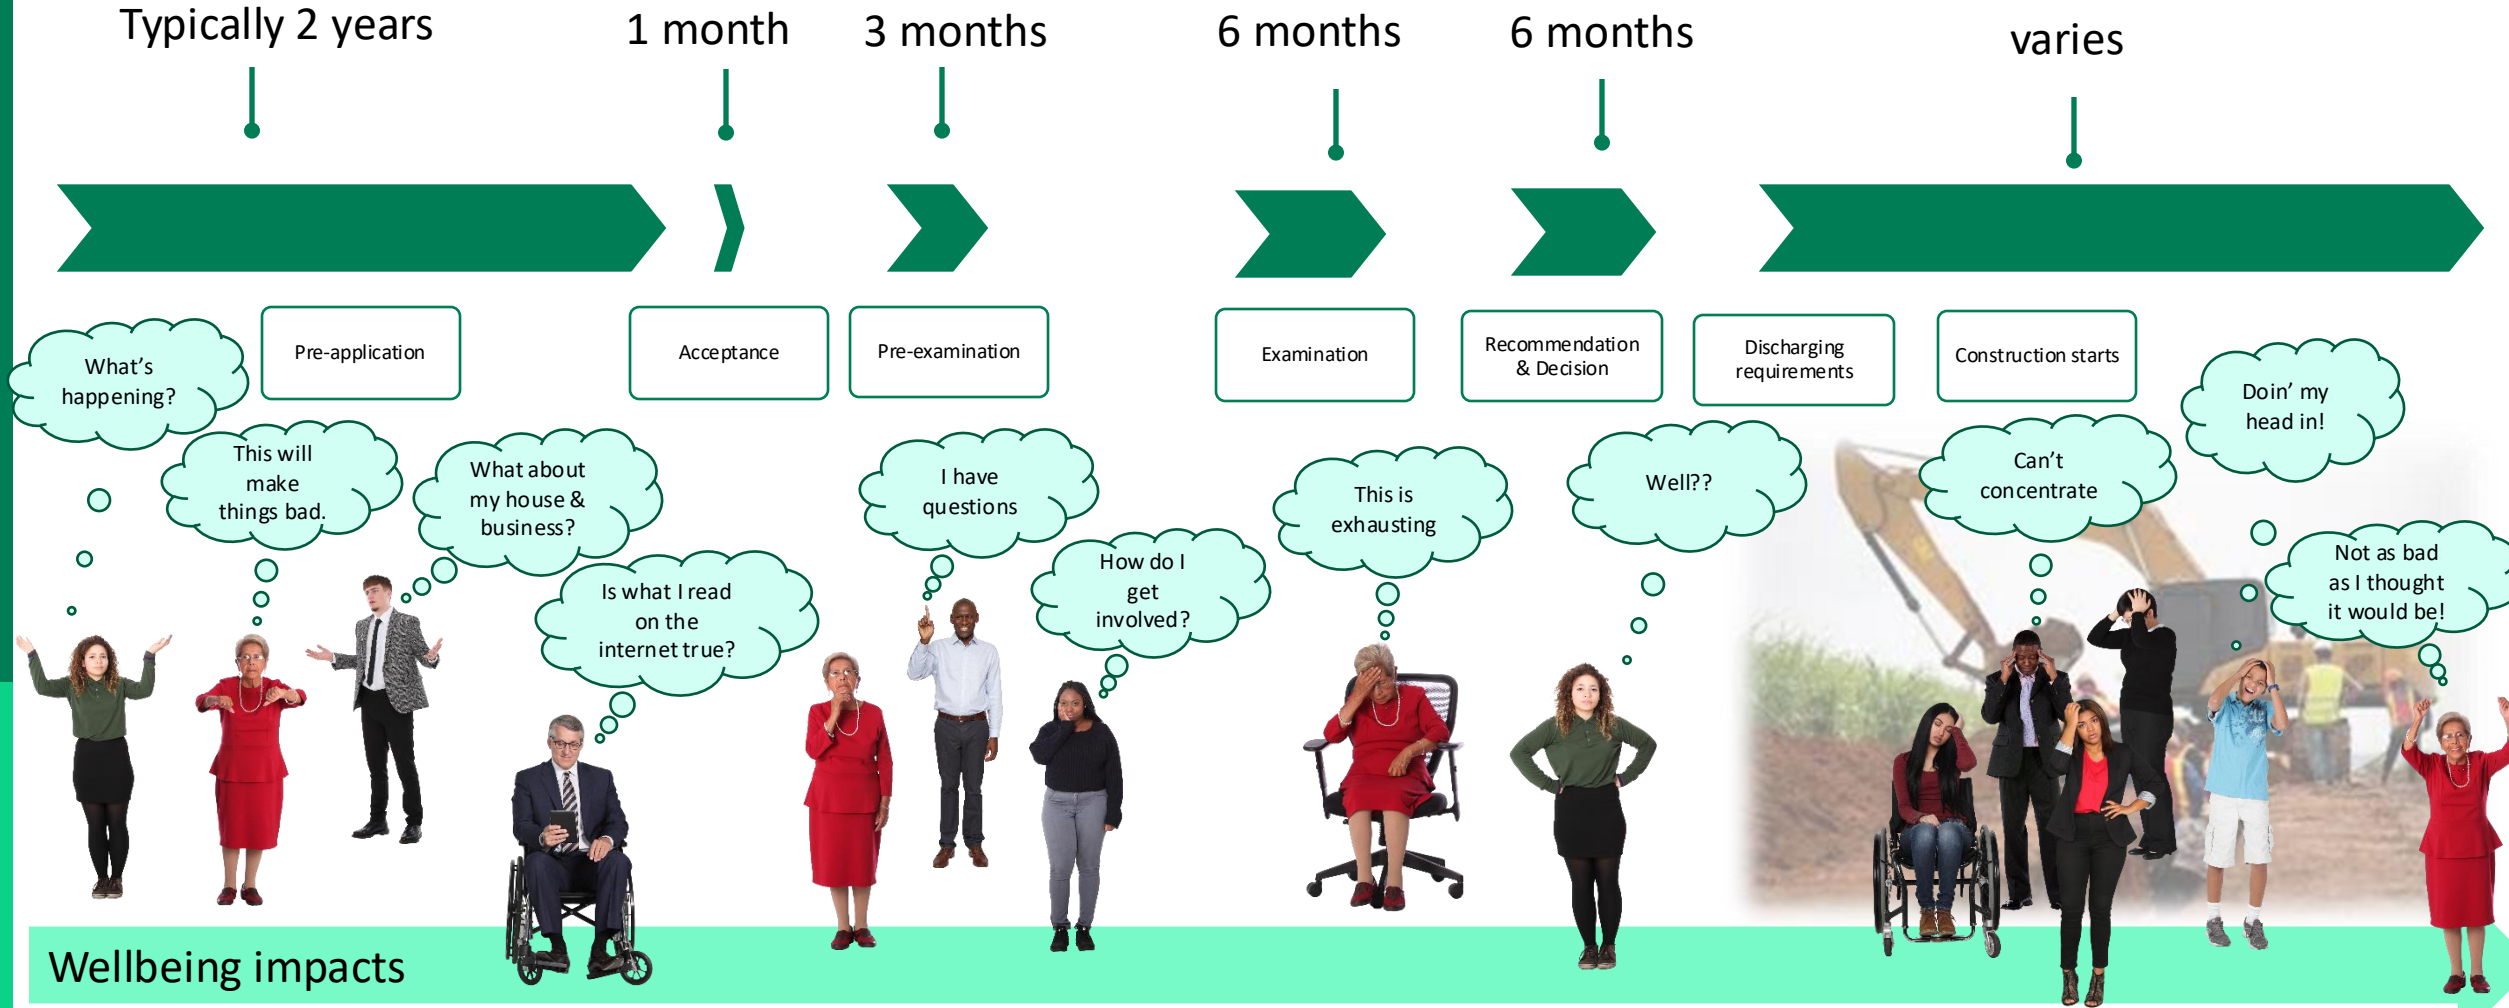 Typically 2 years
1 month
3 months
6 months
6 months
varies
Pre-application
Acceptance
Pre-examination
Examination
Recommendation
& Decision
Discharging
requirements
Construction starts
What's
happening?
This will
make
things bad.
What about
my house &
business?
Is what I read
on the
internet true?
I have
questions
How do I
get
involved?
This is
exhausting
Well??
Can't
concentrate
Doin' my
head in!
Not as bad
as I thought
it would be!
Wellbeing impacts